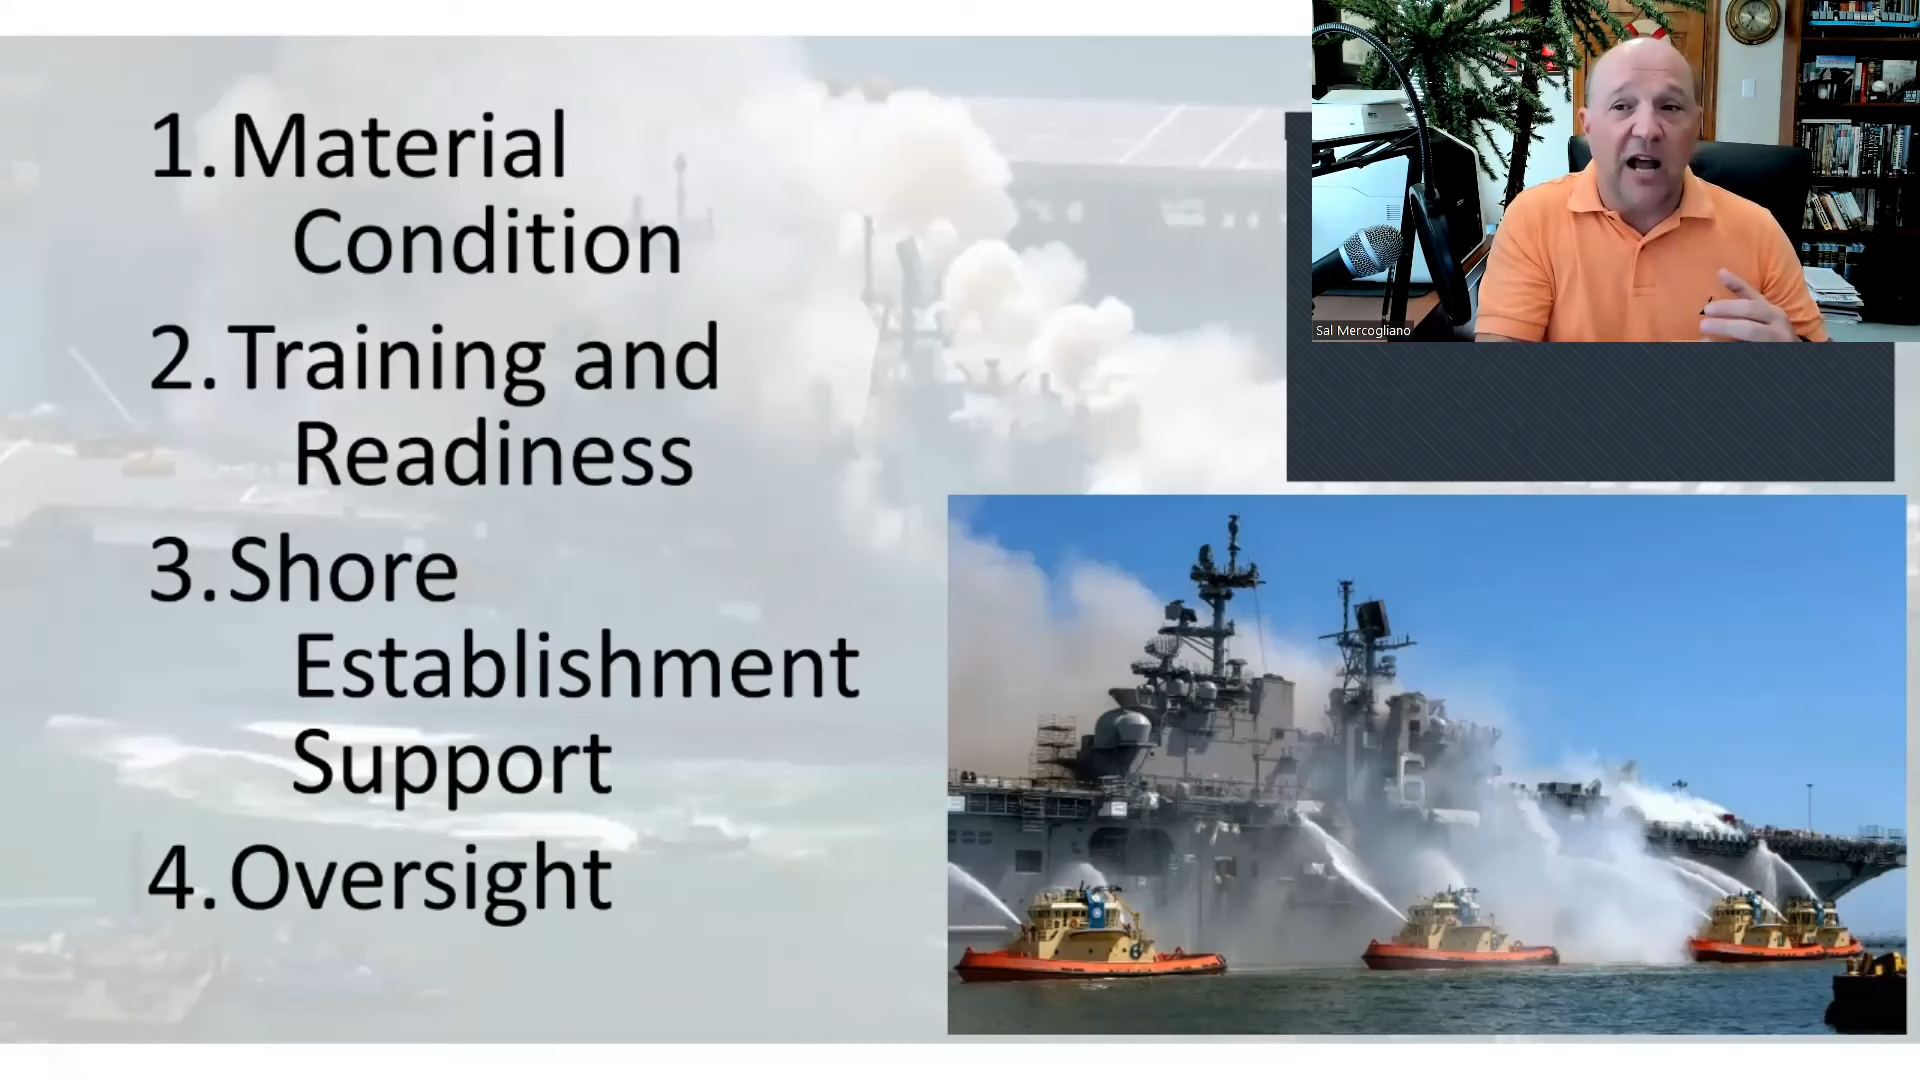 1. Material
Condition
2. Training and
Readiness
3. Shore
Establishment
Support
4. Oversight
Sal Mercogliano